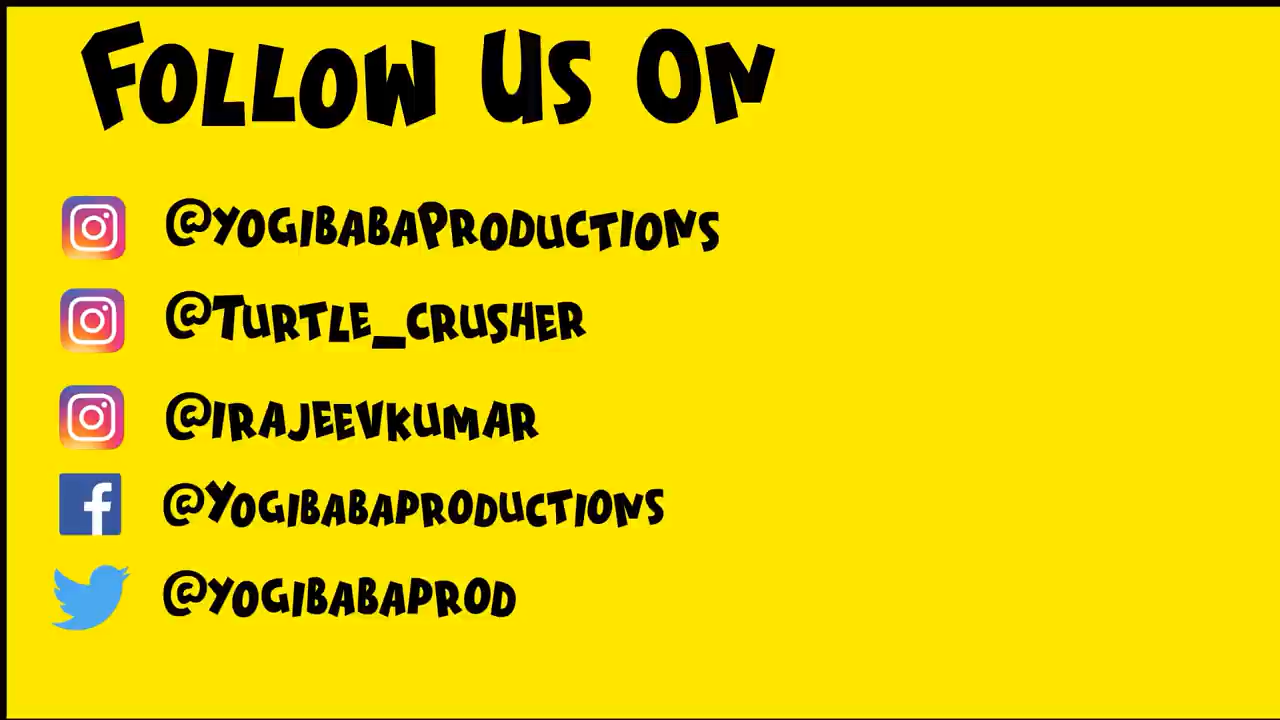 Follow Us On
@yogibabaProductions
@Turtle_crusher
@irajeevkumar
@Yogibabaproductions
@yogibabaprod